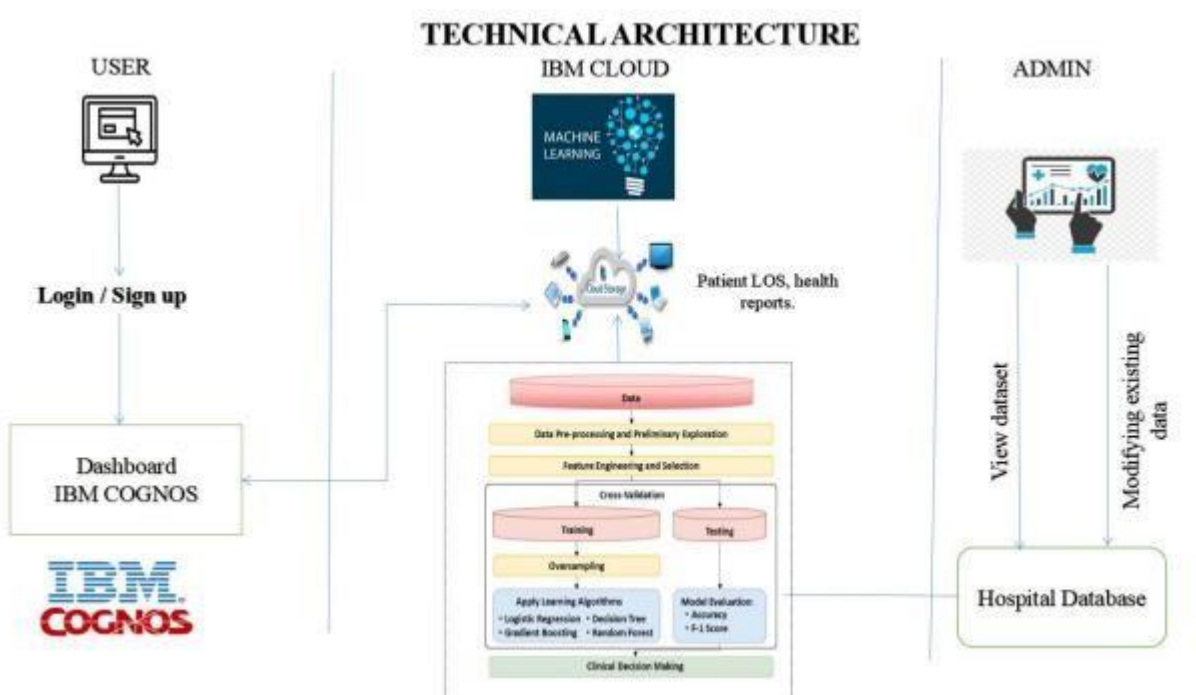 TECHNICAL ARCHITECTURE
USER
IBM CLOUD
ADMIN
MACHINE
LEARNING
Login / Sign up
Cloud Storage
Patient LOS, health
reports.
Dashboard
IBM COGNOS
IBM
COGNOS
Data
Data Pre-processing and Preliminary Exploration
Feature Engineering and Selection
Cross-Validation
Training
Testing
Oversampling
Apply Learning Algorithms
• Logistic Regression • Decision Tree
• Gradient Boosting • Random Forest
Model Evaluation:
• Accuracy
• F-1 Score
Clinical Decision Making
View dataset
Modifying existing
data
Hospital Database